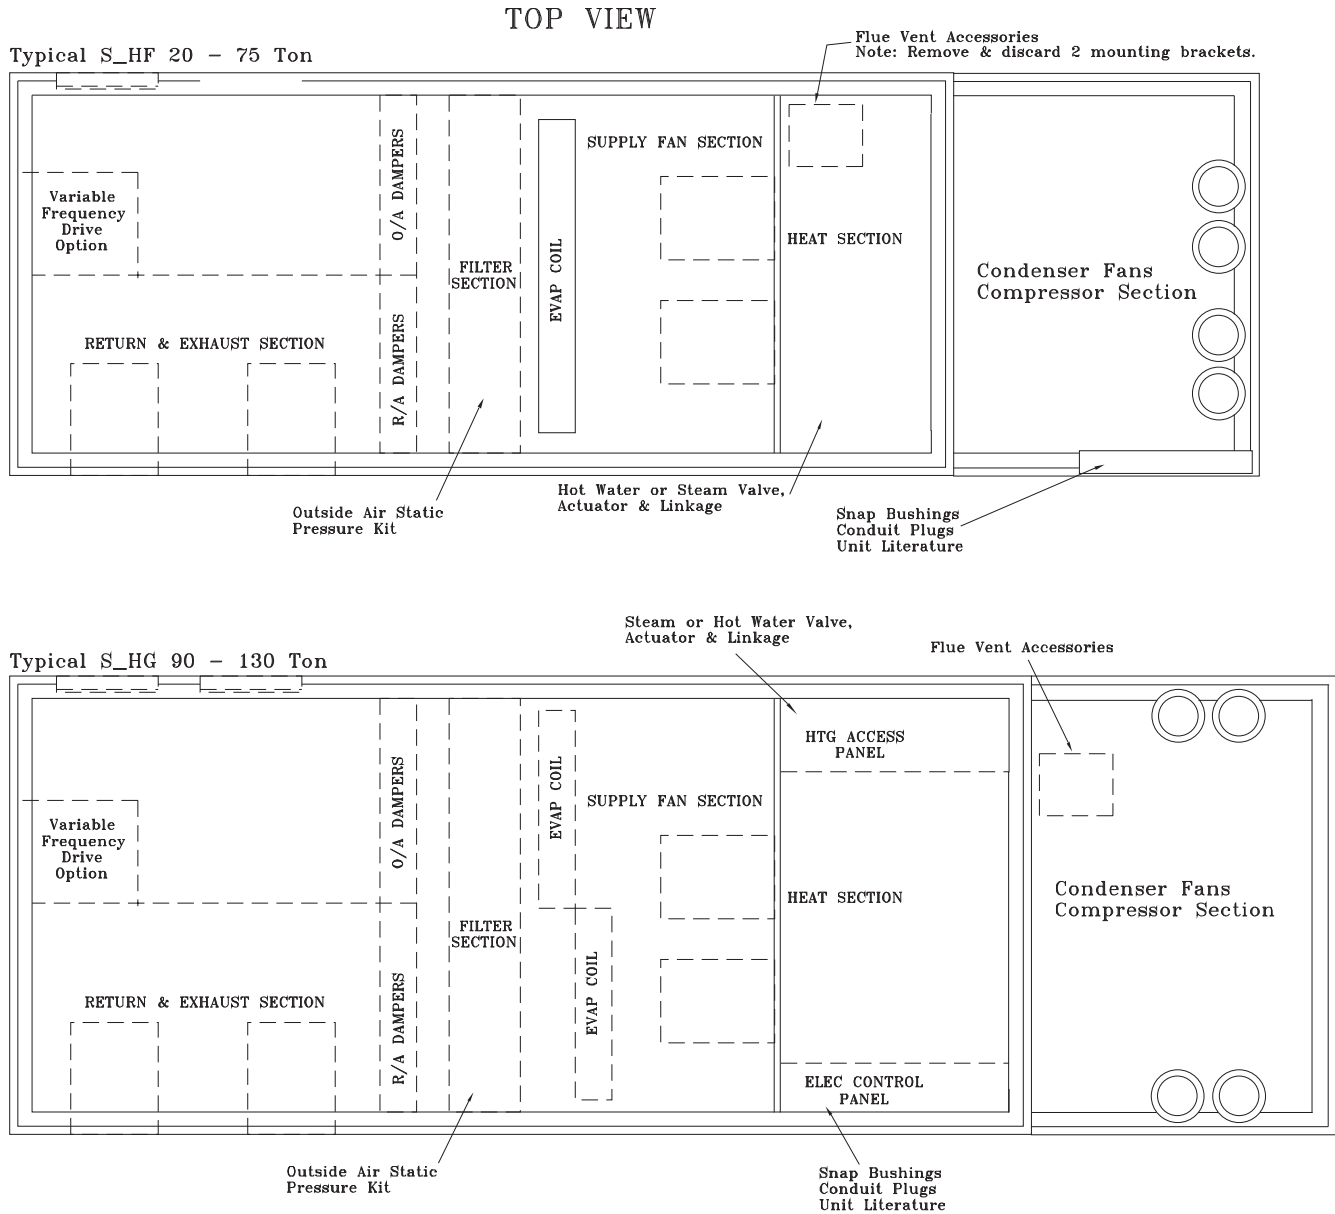 TOP VIEW
Typical S_HF 20 - 75 Ton
Flue Vent Accessories
Note: Remove & discard 2 mounting brackets.
Variable
Frequency
Drive
Option
O/A DAMPERS
R/A DAMPERS
FILTER
SECTION
EVAP COIL
SUPPLY FAN SECTION
HEAT SECTION
Condenser Fans
Compressor Section
RETURN & EXHAUST SECTION
Outside Air Static
Pressure Kit
Hot Water or Steam Valve,
Actuator & Linkage
Snap Bushings
Conduit Plugs
Unit Literature
Typical S_HG 90 - 130 Ton
Steam or Hot Water Valve,
Actuator & Linkage
Flue Vent Accessories
Variable
Frequency
Drive
Option
O/A DAMPERS
R/A DAMPERS
FILTER
SECTION
EVAP COIL
EVAP COIL
SUPPLY FAN SECTION
HTG ACCESS
PANEL
HEAT SECTION
ELEC CONTROL
PANEL
Condenser Fans
Compressor Section
RETURN & EXHAUST SECTION
Outside Air Static
Pressure Kit
Snap Bushings
Conduit Plugs
Unit Literature